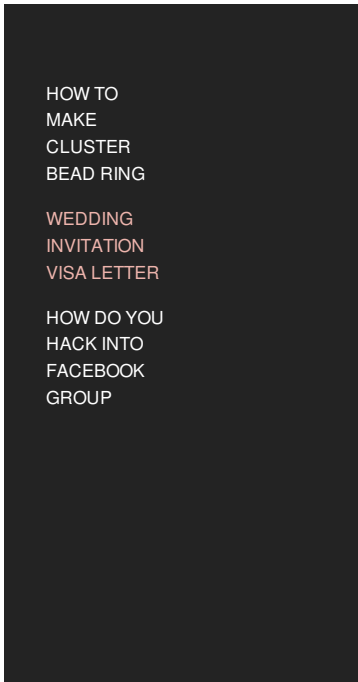 HOW TO
MAKE
CLUSTER
BEAD RING
WEDDING
INVITATION
VISA LETTER
HOW DO YOU
HACK INTO
FACEBOOK
GROUP